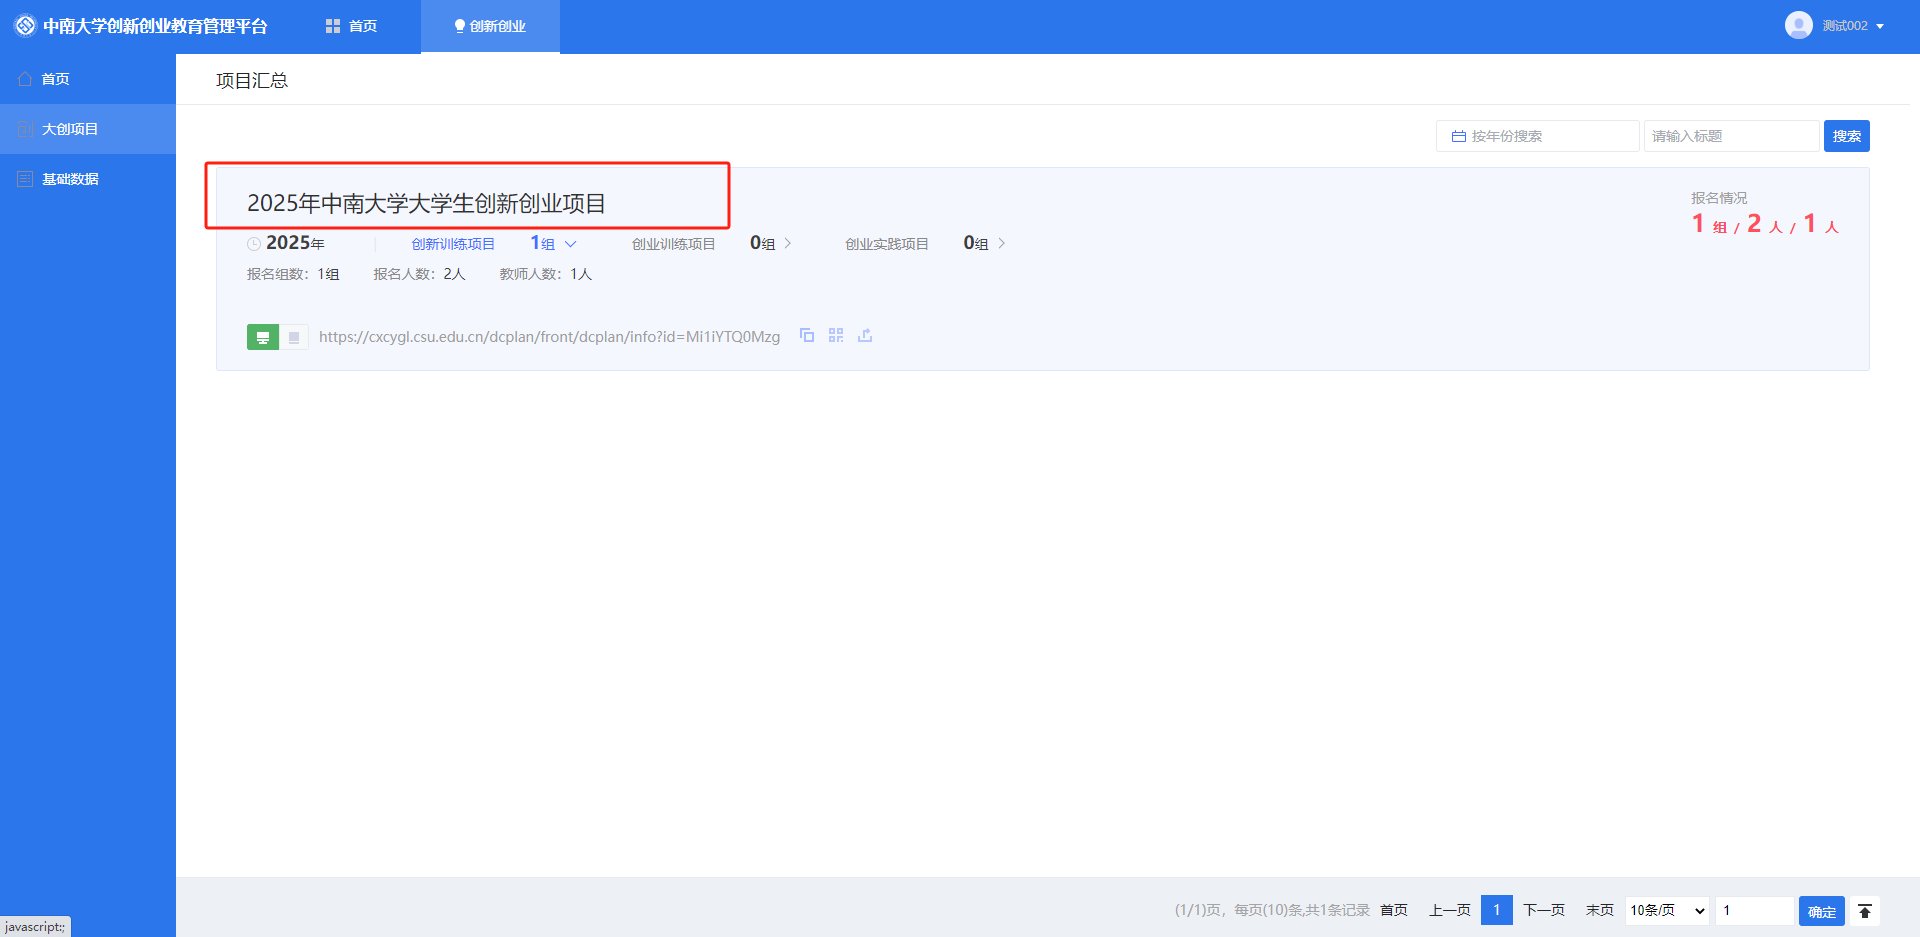 中南大学创新创业教育管理平台
首页
创新创业
测试002
首页
大创项目
基础数据
项目汇总
按年份搜索
请输入标题
搜索
2025年中南大学大学生创新创业项目
报名情况
1 组 / 2 人 / 1 人
2025年 创新训练项目 1组 创业训练项目 0组 创业实践项目 0组
报名组数：1组 报名人数：2人 教师人数：1人
https://cxcygl.csu.edu.cn/dcplan/front/dcplan/info?id=Mi1iYTQ0Mzg
(1/1)页，每页(10)条,共1条记录 首页 上一页 1 下一页 末页 10条/页 1 确定
javascript:;